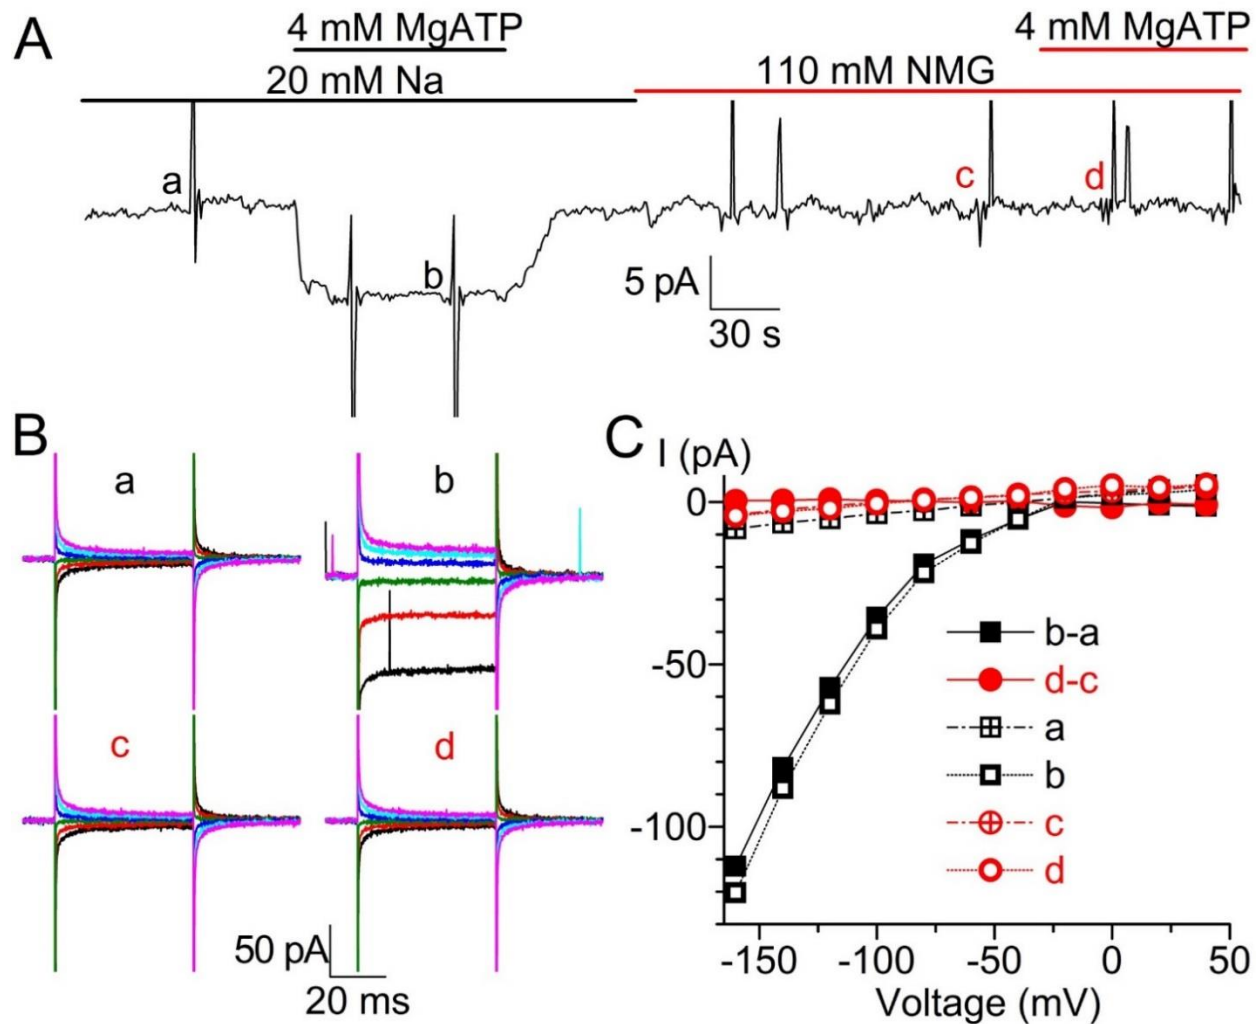 A
4 mM MgATP
4 mM MgATP
20 mM Na
110 mM NMG
a
b
c
d
5 pA
30 s
B
a
b
c
d
50 pA
20 ms
C
I (pA)
0
-50
-100
b-a
d-c
a
b
c
d
-150 -100 -50 0 50
Voltage (mV)